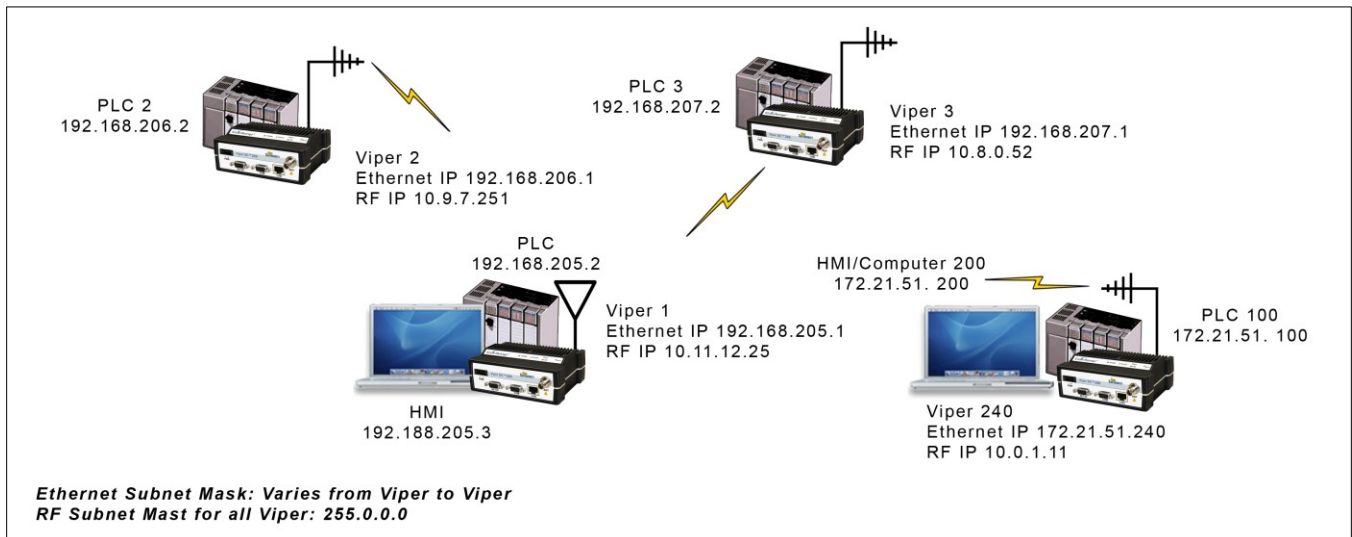 PLC 2
192.168.206.2
Viper 2
Ethernet IP 192.168.206.1
RF IP 10.9.7.251
PLC 3
192.168.207.2
Viper 3
Ethernet IP 192.168.207.1
RF IP 10.8.0.52
PLC
192.168.205.2
Viper 1
Ethernet IP 192.168.205.1
RF IP 10.11.12.25
HMI
192.188.205.3
HMI/Computer 200
172.21.51. 200
PLC 100
172.21.51. 100
Viper 240
Ethernet IP 172.21.51.240
RF IP 10.0.1.11
Ethernet Subnet Mask: Varies from Viper to Viper
RF Subnet Mast for all Viper: 255.0.0.0